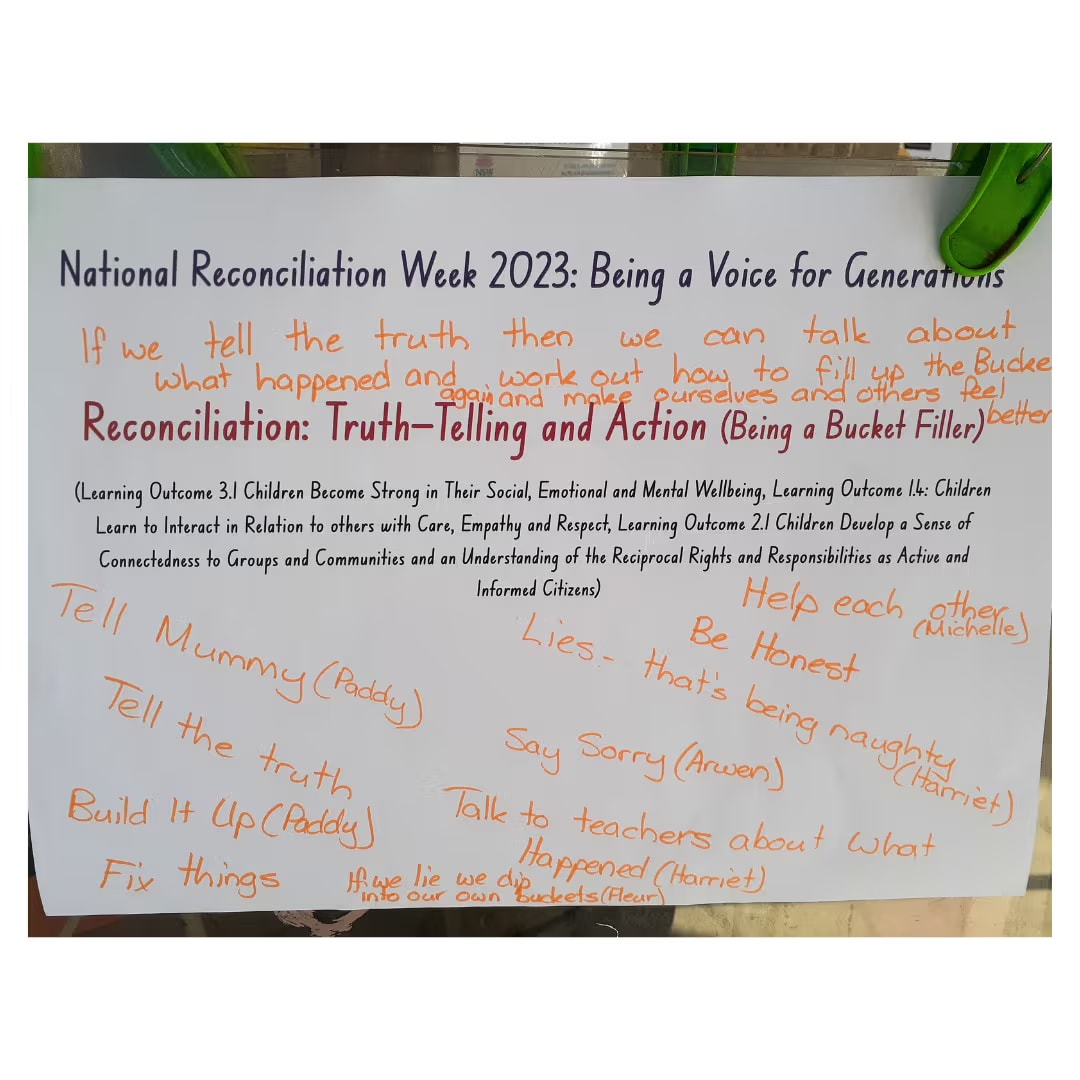 National Reconciliation Week 2023: Being a Voice for Generations
If we tell the truth then we can talk about
what happened and work out how to fill up the Bucke
again and make ourselves and others feel
better
Reconciliation: Truth-Telling and Action (Being a Bucket Filler)
(Learning Outcome 3.1 Children Become Strong in Their Social, Emotional and Mental Wellbeing, Learning Outcome 1.4: Children
Learn to Interact in Relation to others with Care, Empathy and Respect, Learning Outcome 2.1 Children Develop a Sense of
Connectedness to Groups and Communities and an Understanding of the Reciprocal Rights and Responsibilities as Active and
Informed Citizens)
Help each other
(Michelle)
Tell Mummy (Paddy)
Be Honest
Lies - that's being naughty
(Harriet)
Tell the truth
Say Sorry (Arwen)
Build It Up (Paddy)
Talk to teachers about what
Happened (Harriet)
Fix things
If we lie we dip
into our own buckets (Fleur)